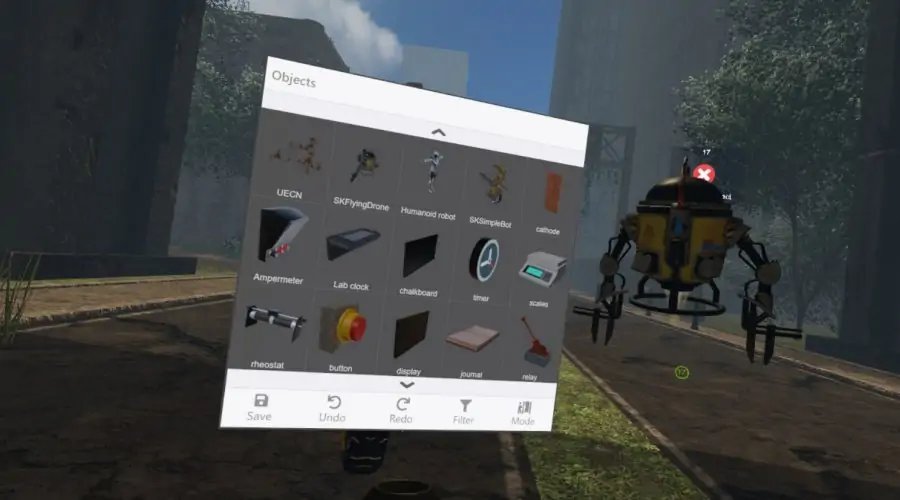 Objects
17
UECN
SKFlyingDrone
Humanoid robot
SKSimpleBot
cathode
Ampermeter
Lab clock
chalkboard
timer
scales
rheostat
button
display
journal
relay
Save
Undo
Redo
Filter
Mode